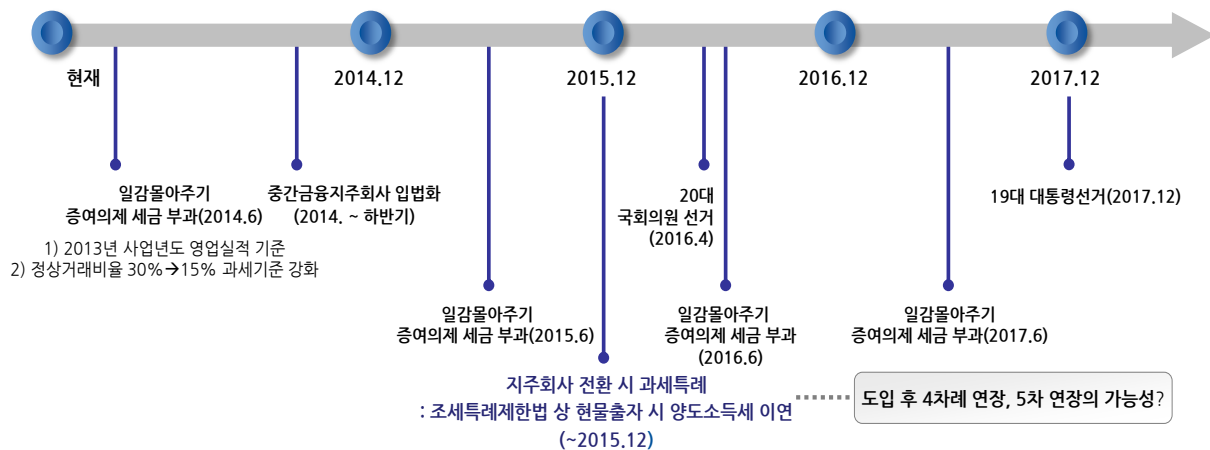 현재
2014.12
2015.12
2016.12
2017.12
일감몰아주기
증여의제 세금 부과(2014.6)
1) 2013년 사업년도 영업실적 기준
2) 정상거래비율 30%→15% 과세기준 강화
중간금융지주회사 입법화
(2014. ~ 하반기)
20대
국회의원 선거
(2016.4)
19대 대통령선거(2017.12)
일감몰아주기
증여의제 세금 부과(2015.6)
일감몰아주기
증여의제 세금 부과
(2016.6)
일감몰아주기
증여의제 세금 부과(2017.6)
지주회사 전환 시 과세특례
: 조세특례제한법 상 현물출자 시 양도소득세 이연
(~2015.12)
도입 후 4차례 연장, 5차 연장의 가능성?